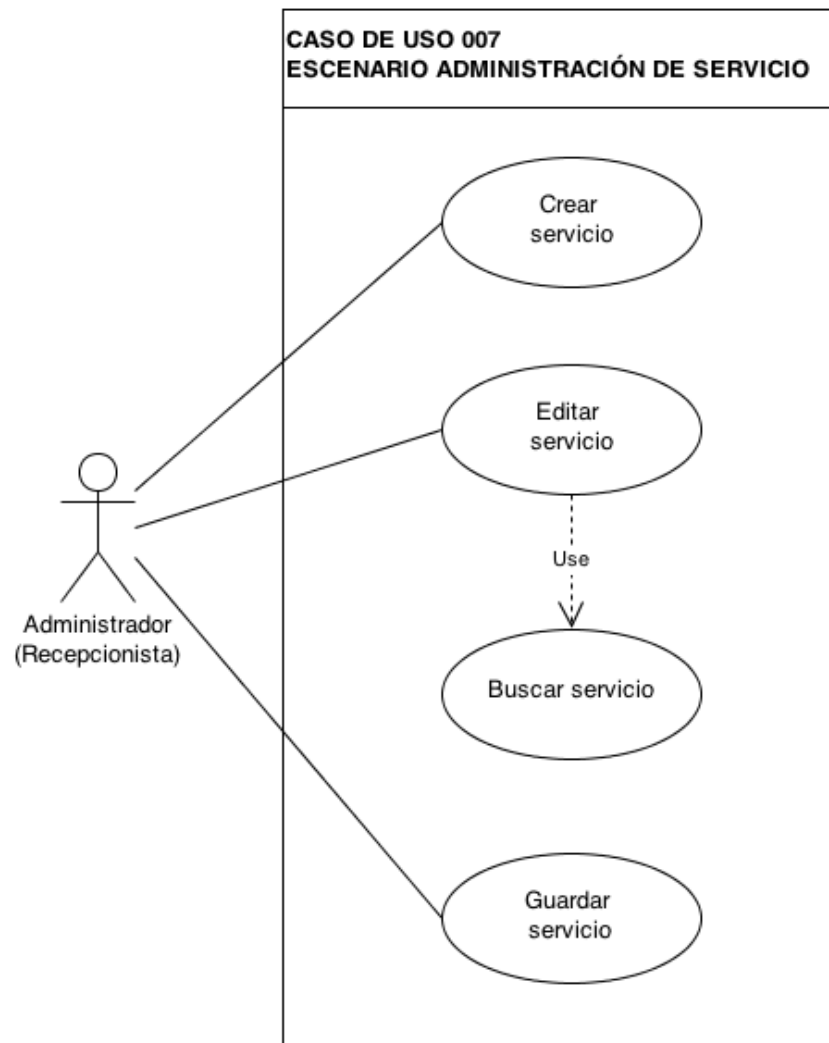 CASO DE USO 007
ESCENARIO ADMINISTRACIÓN DE SERVICIO
Crear
servicio
Editar
servicio
Use
Administrador
(Recepcionista)
Buscar servicio
Guardar
servicio